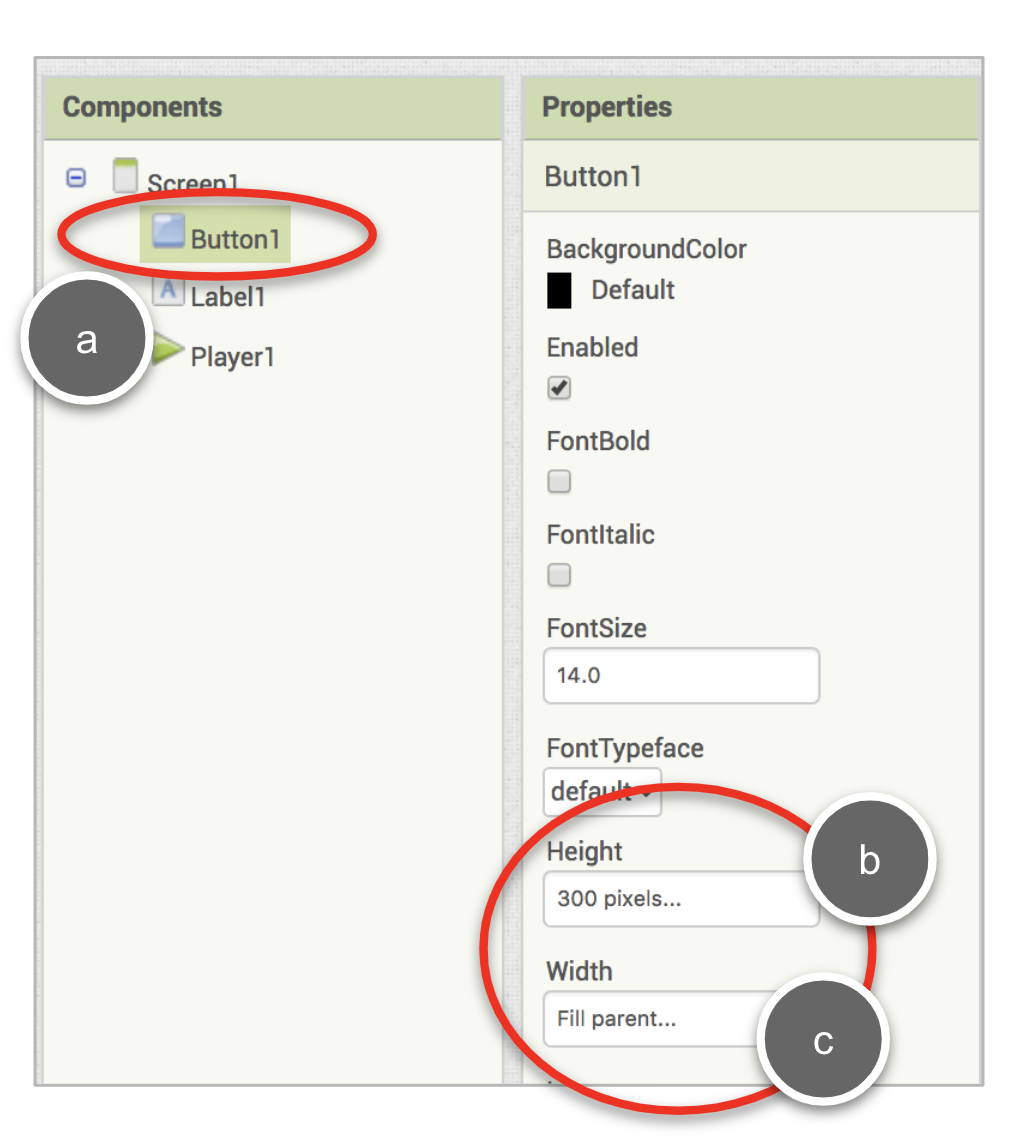 Components
Screen1
Button1
A Label1
Player1
a
Properties
Button1
BackgroundColor
Default
Enabled
FontBold
FontItalic
FontSize
14.0
FontTypeface
default
Height
300 pixels...
b
Width
Fill parent...
c